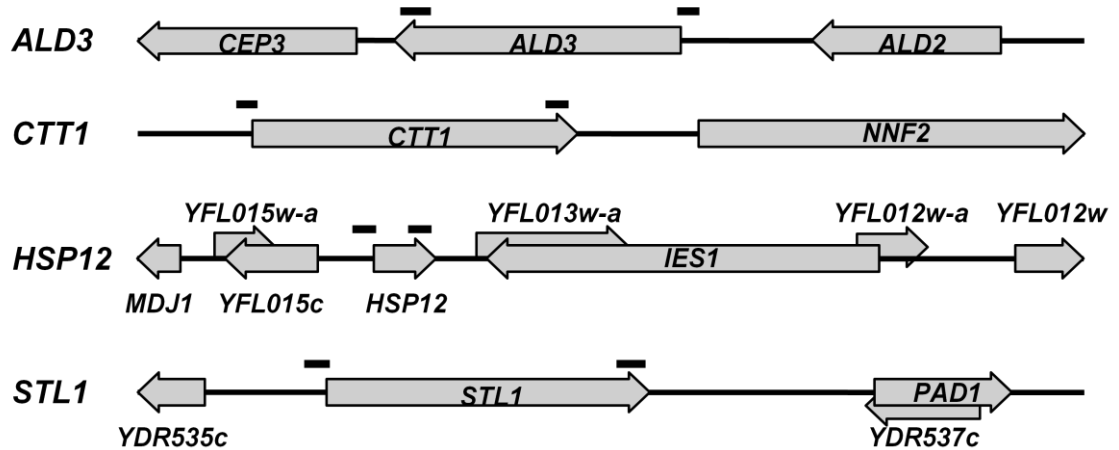 ALD3 CEP3 ALD3 ALD2
CTT1 CTT1 NNF2
YFL015w-a YFL013w-a YFL012w-a YFL012w
HSP12 IES1
MDJ1 YFL015c HSP12
STL1 STL1 PAD1
YDR535c YDR537c